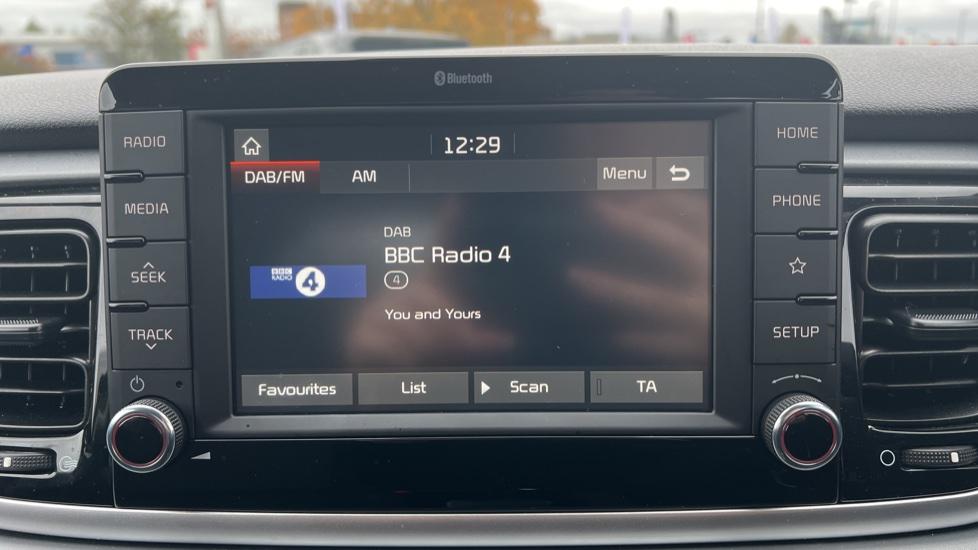 Bluetooth
RADIO
MEDIA
SEEK
TRACK
12:29
DAB/FM AM Menu
DAB
BBC Radio 4
BBC
RADIO 4
4
You and Yours
Favourites List Scan TA
HOME
PHONE
SETUP